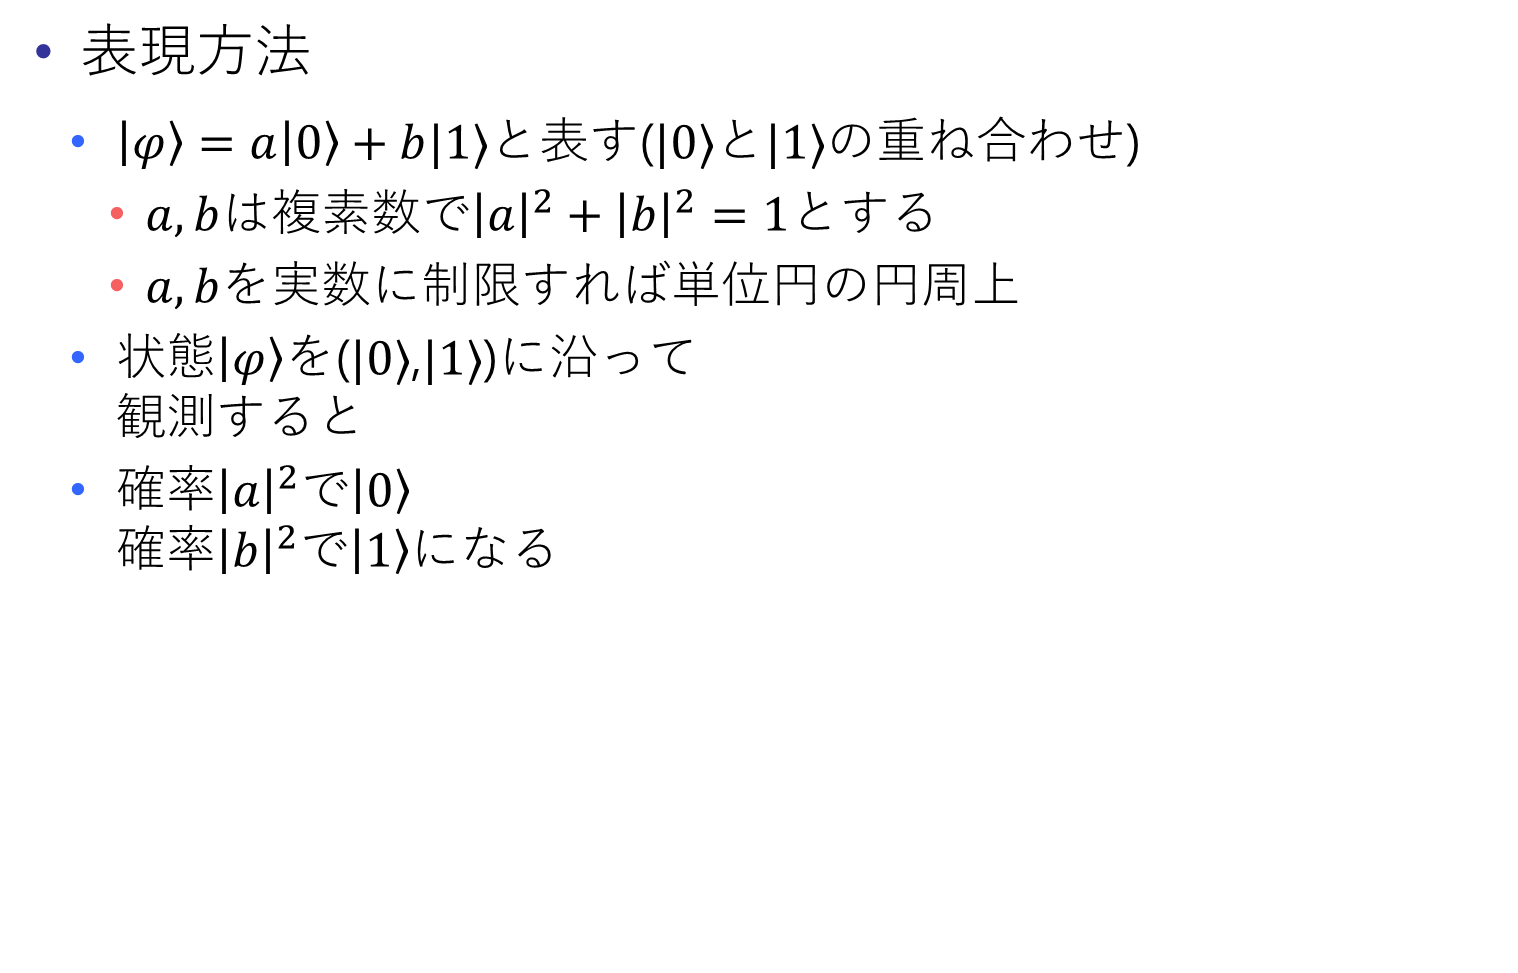 • 表現方法
• |φ⟩ = a|0⟩ + b|1⟩と表す(|0⟩と|1⟩の重ね合わせ)
• a, bは複素数で|a|² + |b|² = 1とする
• a, bを実数に制限すれば単位円の円周上
• 状態|φ⟩を(|0⟩,|1⟩)に沿って
観測すると
• 確率|a|²で|0⟩
確率|b|²で|1⟩になる